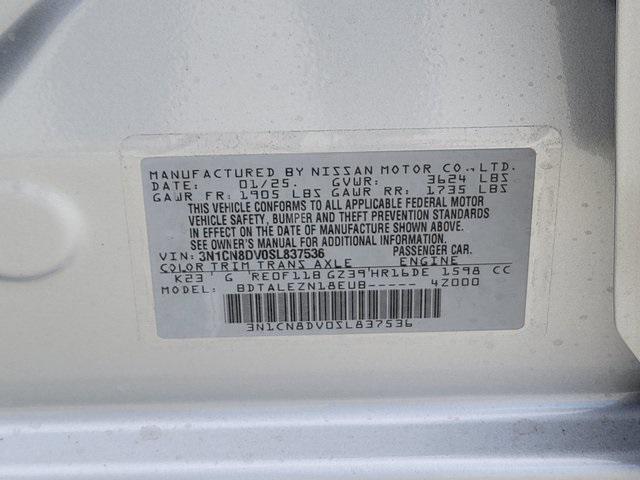 MANUFACTURED BY NISSAN MOTOR CO.,LTD.
DATE: 01/25. GVWR: 3624 LBS
GAWR FR: 1905 LBS GAWR RR: 1735 LBS
THIS VEHICLE CONFORMS TO ALL APPLICABLE FEDERAL MOTOR
VEHICLE SAFETY, BUMPER AND THEFT PREVENTION STANDARDS
IN EFFECT ON THE DATE OF MANUFACTURE SHOWN ABOVE.
SEE OWNER'S MANUAL FOR ADDITIONAL INFORMATION.
VIN: 3N1CN8DV0SL837536 PASSENGER CAR.
COLOR TRIM TRANS AXLE ENGINE
K23 G RE0F11B GZ39 HR16DE 1598 CC
MODEL: BDTALEZN18EUB----- 4Z000
3N1CN8DV0SL837536